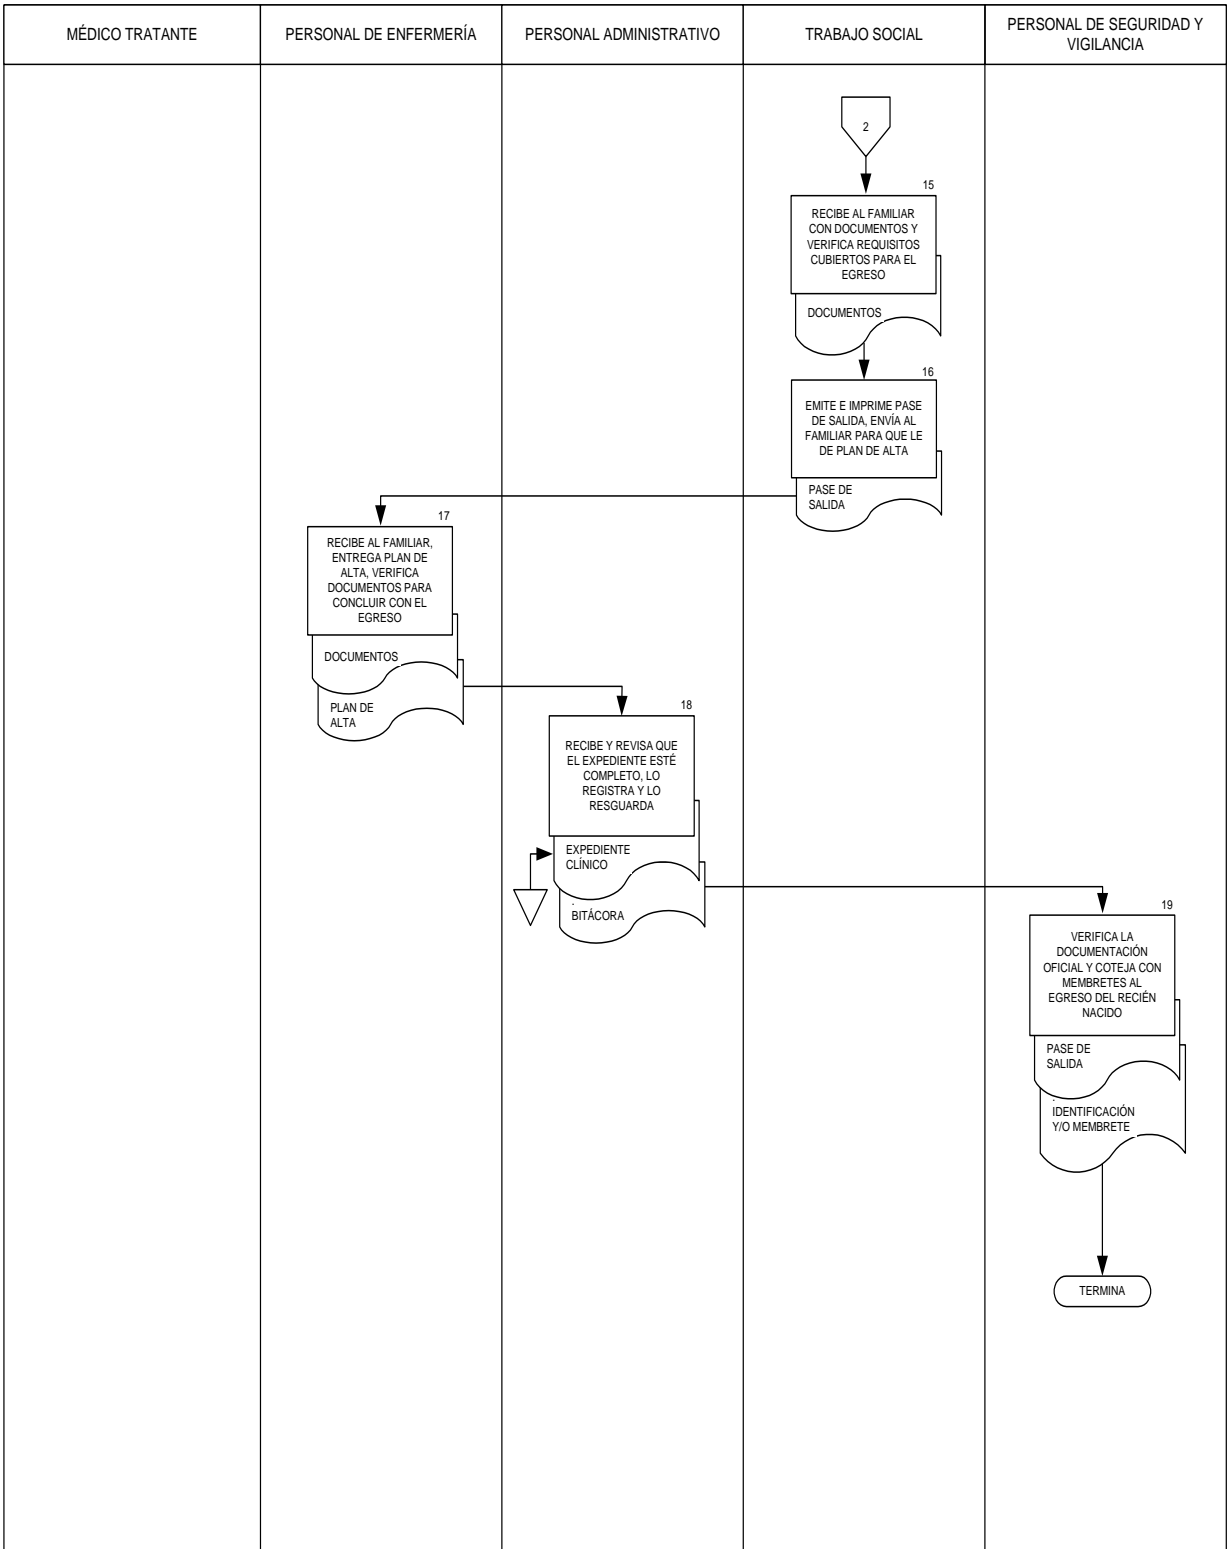 MÉDICO TRATANTE
PERSONAL DE ENFERMERÍA
PERSONAL ADMINISTRATIVO
TRABAJO SOCIAL
PERSONAL DE SEGURIDAD Y
VIGILANCIA
2
15
RECIBE AL FAMILIAR
CON DOCUMENTOS Y
VERIFICA REQUISITOS
CUBIERTOS PARA EL
EGRESO
DOCUMENTOS
16
EMITE E IMPRIME PASE
DE SALIDA, ENVÍA AL
FAMILIAR PARA QUE LE
DE PLAN DE ALTA
PASE DE
SALIDA
17
RECIBE AL FAMILIAR,
ENTREGA PLAN DE
ALTA, VERIFICA
DOCUMENTOS PARA
CONCLUIR CON EL
EGRESO
DOCUMENTOS
PLAN DE
ALTA
18
RECIBE Y REVISA QUE
EL EXPEDIENTE ESTÉ
COMPLETO, LO
REGISTRA Y LO
RESGUARDA
EXPEDIENTE
CLÍNICO
.
BITÁCORA
19
VERIFICA LA
DOCUMENTACIÓN
OFICIAL Y COTEJA CON
MEMBRETES AL
EGRESO DEL RECIÉN
NACIDO
PASE DE
SALIDA
.
IDENTIFICACIÓN
Y/O MEMBRETE
TERMINA